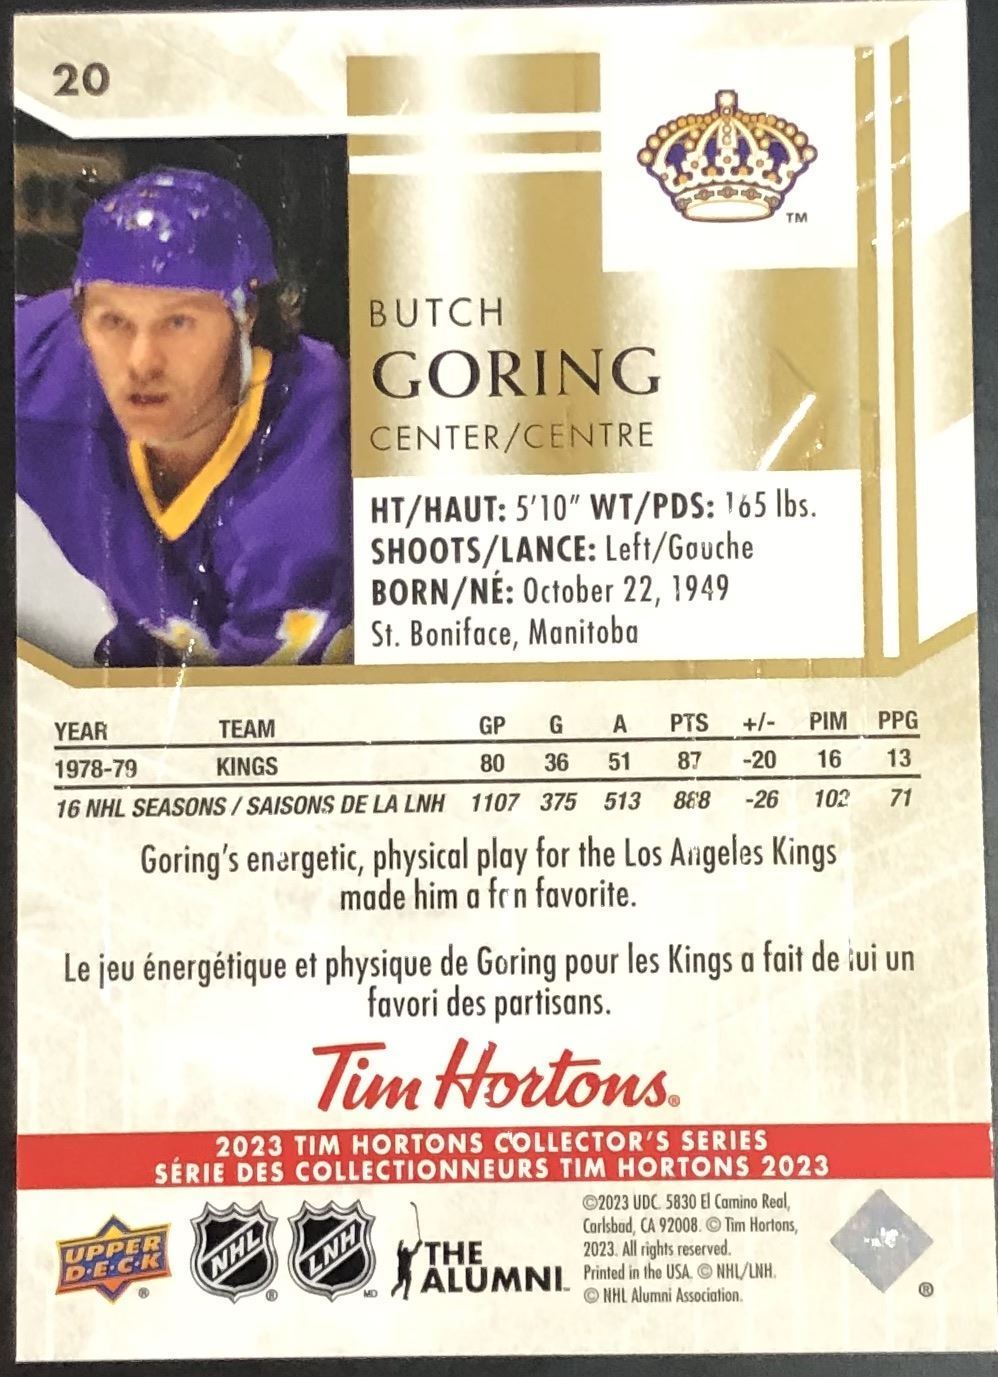 20
TM
BUTCH
GORING
CENTER/CENTRE
HT/HAUT: 5'10" WT/PDS: 165 lbs.
SHOOTS/LANCE: Left/Gauche
BORN/NÉ: October 22, 1949
St. Boniface, Manitoba
YEAR TEAM GP G A PTS +/- PIM PPG
1978-79 KINGS 80 36 51 87 -20 16 13
16 NHL SEASONS / SAISONS DE LA LNH 1107 375 513 888 -26 102 71
Goring's energetic, physical play for the Los Angeles Kings
made him a fan favorite.
Le jeu énergétique et physique de Goring pour les Kings a fait de lui un
favori des partisans.
Tim Hortons®
2023 TIM HORTONS COLLECTOR'S SERIES
SÉRIE DES COLLECTIONNEURS TIM HORTONS 2023
UPPER
D·E·C·K ®
NHL ®
LNH MD
THE
ALUMNI™
©2023 UDC. 5830 El Camino Real,
Carlsbad, CA 92008. © Tim Hortons,
2023. All rights reserved.
Printed in the USA. © NHL/LNH.
© NHL Alumni Association.
®